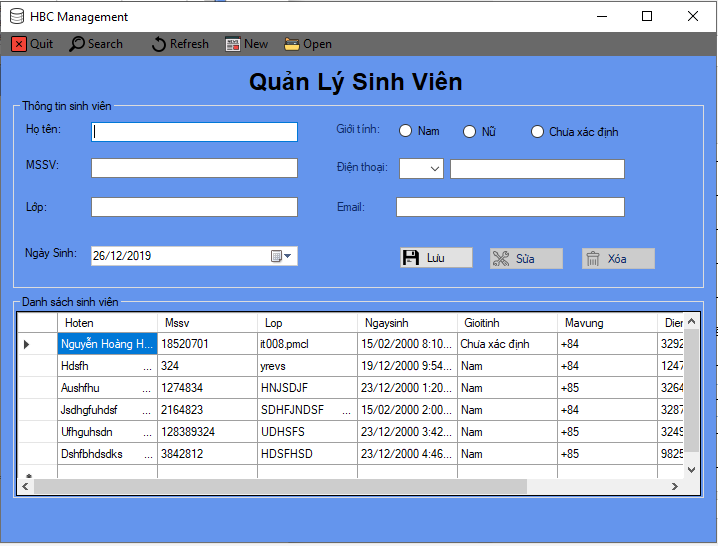 HBC Management
Quit Search Refresh New Open
Quản Lý Sinh Viên
Thông tin sinh viên
Họ tên: Giới tính: Nam Nữ Chưa xác định
MSSV: Điện thoại:
Lớp: Email:
Ngày Sinh: 26/12/2019 Lưu Sửa Xóa
Danh sách sinh viên
Hoten Mssv Lop Ngaysinh Gioitinh Mavung Dier
Nguyễn Hoàng H... 18520701 it008.pmcl 15/02/2000 8:10... Chưa xác định +84 3292
Hdsfh ... 324 yrevs 19/12/2000 9:54... Nam +84 1247
Aushfhu ... 1274834 HNJSDJF 23/12/2000 1:20... Nam +85 3264
Jsdhgfuhdsf ... 2164823 SDHFJNDSF ... 15/02/2000 2:00... Nam +84 3287
Ufhguhsdn ... 128389324 UDHSFS 23/12/2000 3:42... Nam +85 3249
Dshfbhdsdks ... 3842812 HDSFHSD 23/12/2000 4:46... Nam +85 9825